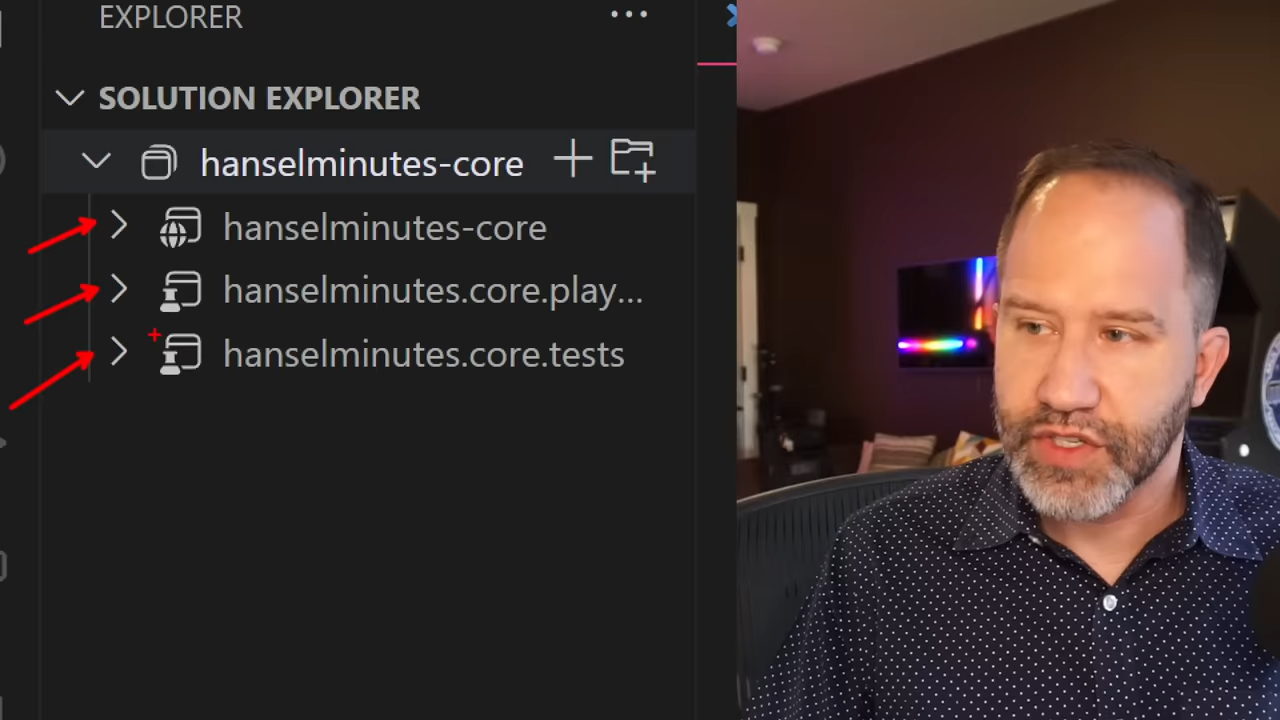 EXPLORER
SOLUTION EXPLORER
hanselminutes-core
hanselminutes-core
hanselminutes.core.play...
hanselminutes.core.tests